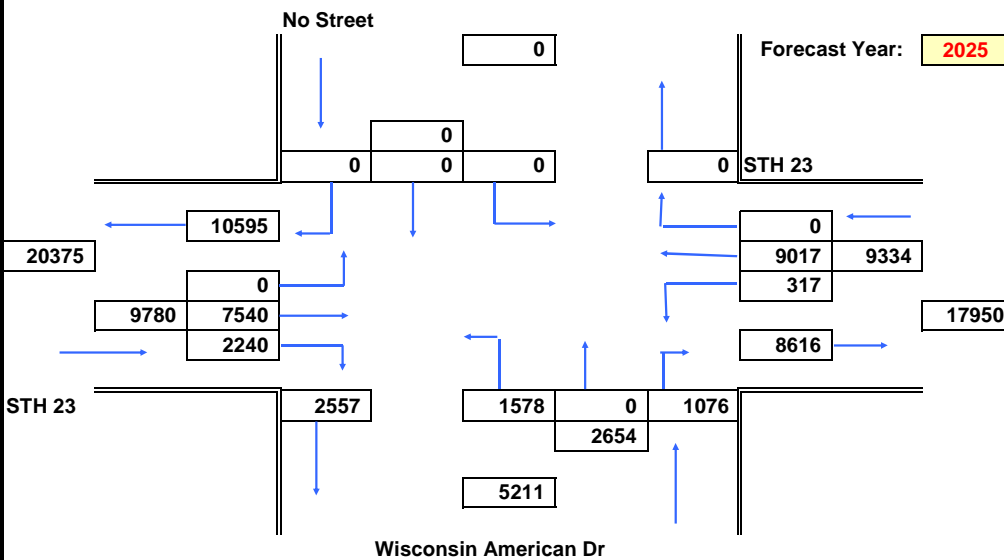 No Street
0
Forecast Year: 2025
0
0 0 0 0 STH 23
10595 0
20375 9017 9334
0 317
9780 7540 17950
2240 8616
STH 23 2557 1578 0 1076
2654
5211
Wisconsin American Dr